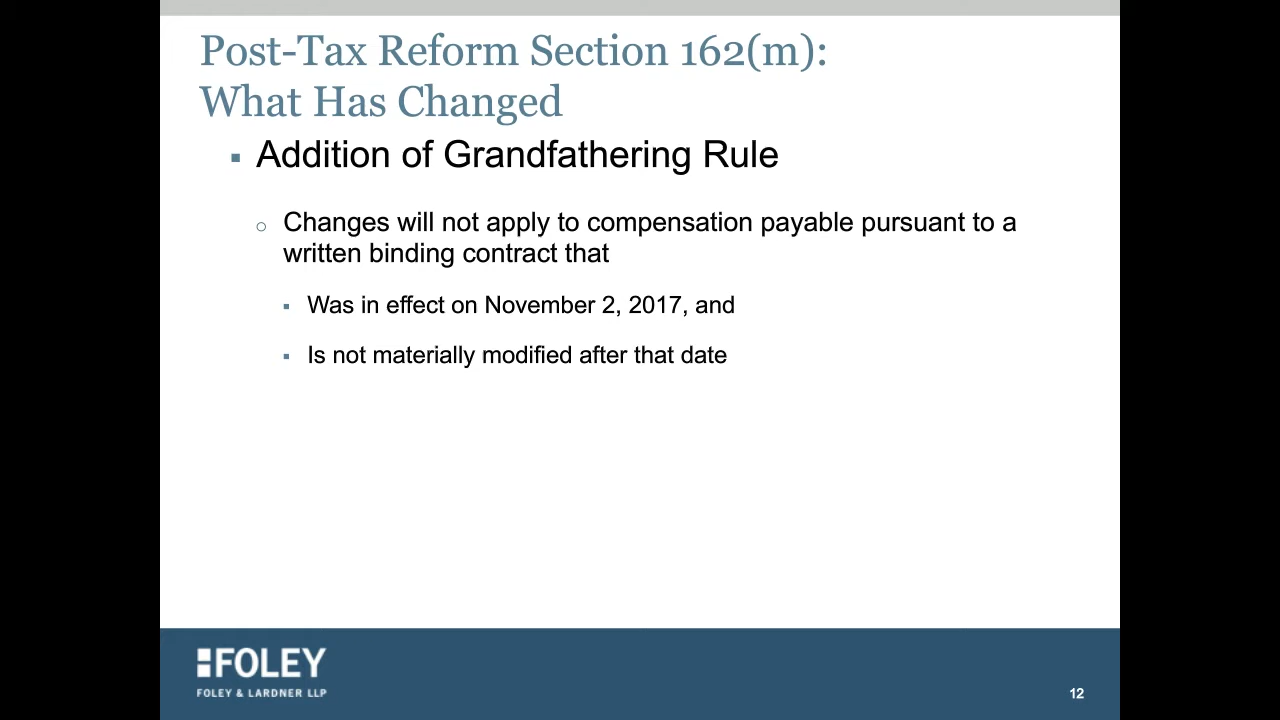 Post-Tax Reform Section 162(m):
What Has Changed
▪ Addition of Grandfathering Rule
○ Changes will not apply to compensation payable pursuant to a
written binding contract that
▪ Was in effect on November 2, 2017, and
▪ Is not materially modified after that date
FOLEY
FOLEY & LARDNER LLP
12